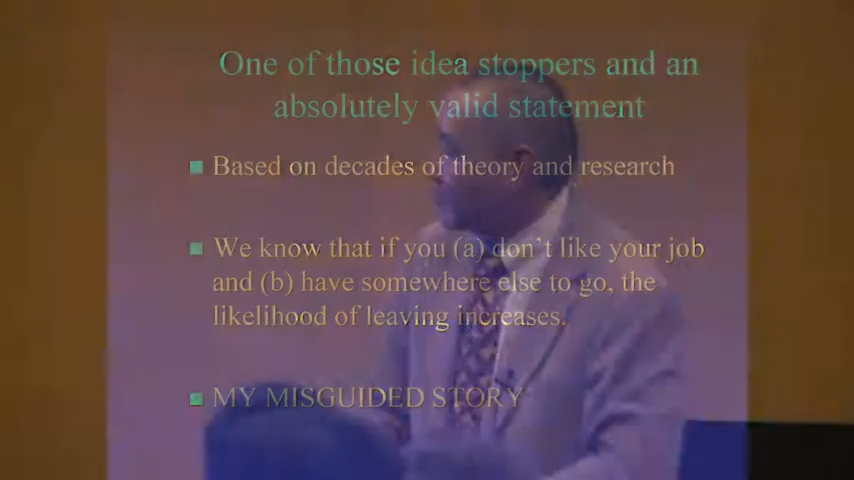 One of those idea stoppers and an
absolutely valid statement
Based on decades of theory and research
We know that if you (a) don't like your job
and (b) have somewhere else to go, the
likelihood of leaving increases.
MY MISGUIDED STORY